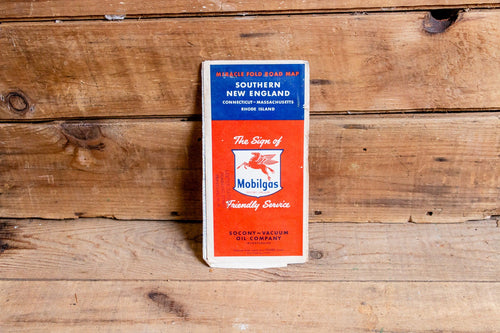 MIRACLE FOLD ROAD MAP
SOUTHERN
NEW ENGLAND
CONNECTICUT - MASSACHUSETTS
RHODE ISLAND
The Sign of
Mobilgas
Friendly Service
SOCONY-VACUUM
OIL COMPANY